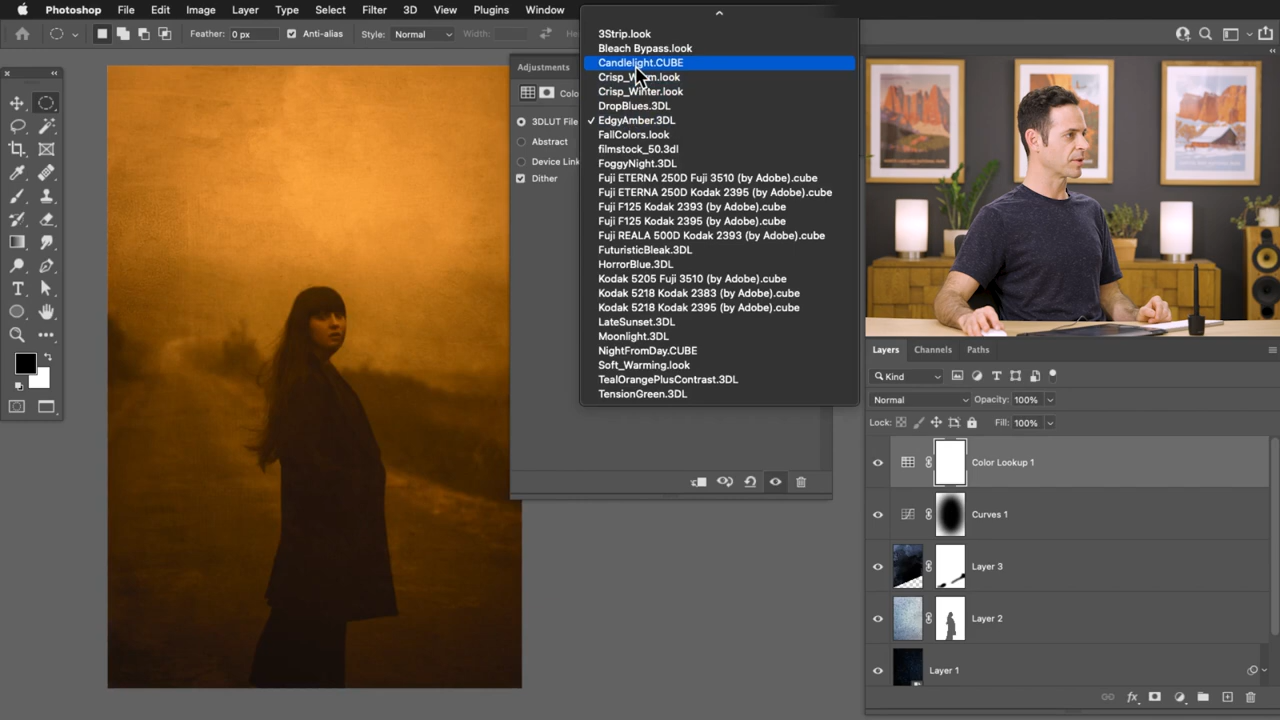 Photoshop File Edit Image Layer Type Select Filter 3D View Plugins Window
Feather: 0 px Anti-alias Style: Normal Width:
Adjustments
Colo
3DLUT File
Abstract
Device Link
Dither
3Strip.look
Bleach Bypass.look
Candlelight.CUBE
Crisp_Warm.look
Crisp_Winter.look
DropBlues.3DL
✓ EdgyAmber.3DL
FallColors.look
filmstock_50.3dl
FoggyNight.3DL
Fuji ETERNA 250D Fuji 3510 (by Adobe).cube
Fuji ETERNA 250D Kodak 2395 (by Adobe).cube
Fuji F125 Kodak 2393 (by Adobe).cube
Fuji F125 Kodak 2395 (by Adobe).cube
Fuji REALA 500D Kodak 2393 (by Adobe).cube
FuturisticBleak.3DL
HorrorBlue.3DL
Kodak 5205 Fuji 3510 (by Adobe).cube
Kodak 5218 Kodak 2383 (by Adobe).cube
Kodak 5218 Kodak 2395 (by Adobe).cube
LateSunset.3DL
Moonlight.3DL
NightFromDay.CUBE
Soft_Warming.look
TealOrangePlusContrast.3DL
TensionGreen.3DL
Layers Channels Paths
Kind
Normal Opacity: 100%
Lock: Fill: 100%
Color Lookup 1
Curves 1
Layer 3
Layer 2
Layer 1
fx